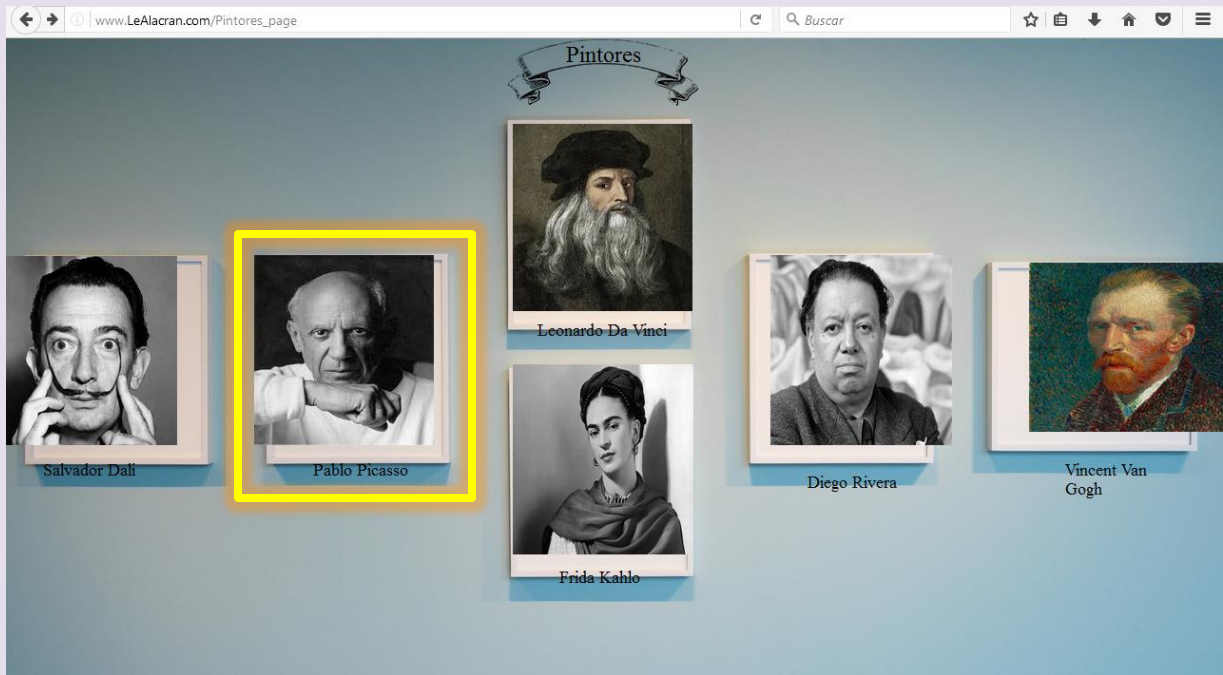 www.LeAlacran.com/Pintores_page
Buscar
Pintores
Leonardo Da Vinci
Salvador Dalí
Pablo Picasso
Diego Rivera
Vincent Van
Gogh
Frida Kahlo